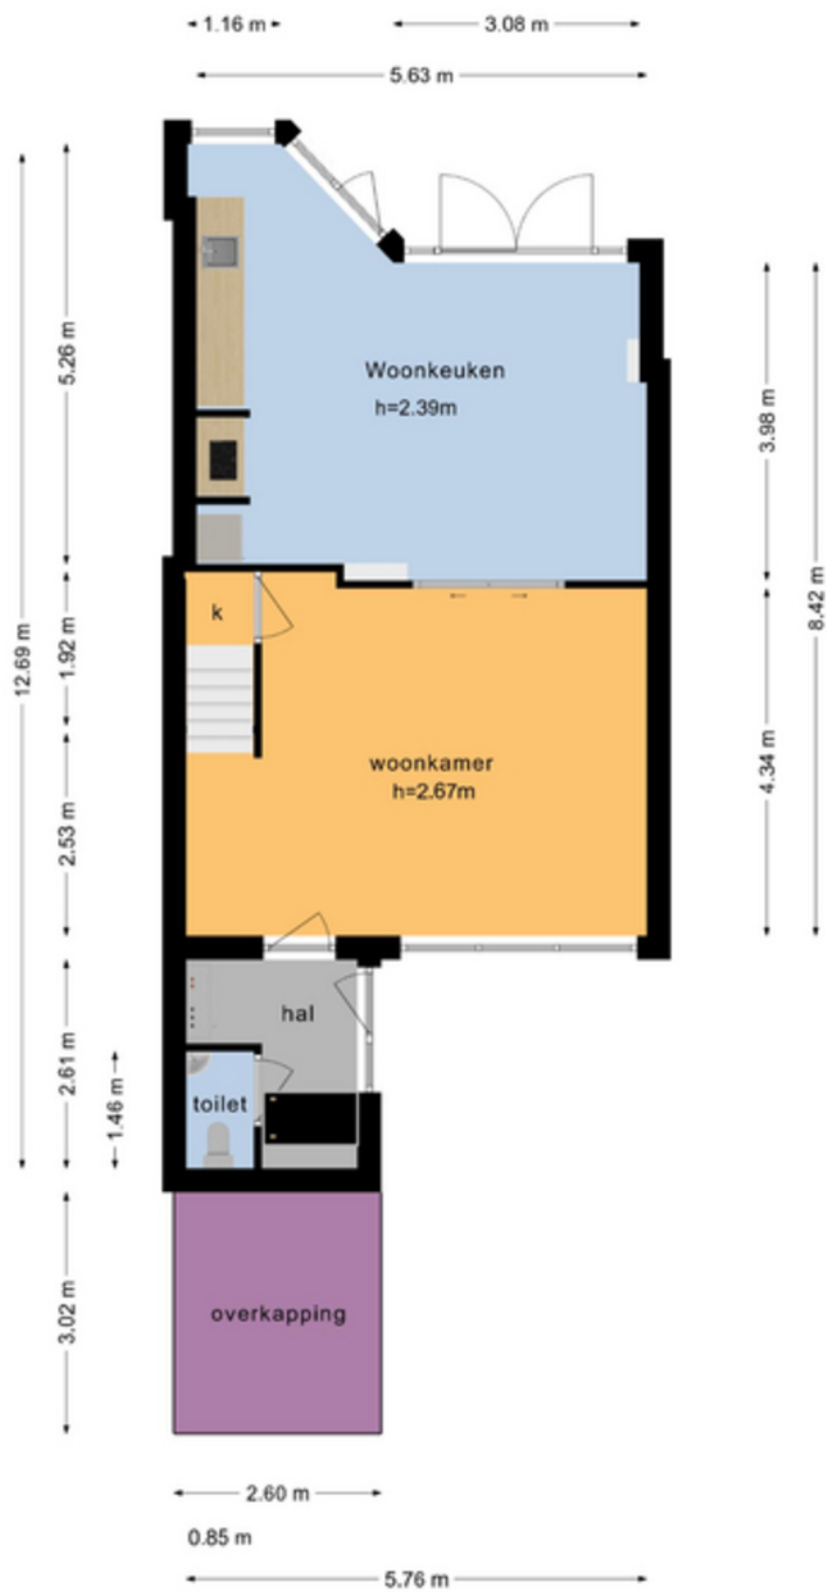 1.16 m
3.08 m
5.63 m
5.26 m
Woonkeuken
h=2.39m
3.98 m
8.42 m
12.69 m
1.92 m
k
woonkamer
h=2.67m
4.34 m
2.53 m
hal
2.61 m
1.46 m
toilet
3.02 m
overkapping
2.60 m
0.85 m
5.76 m